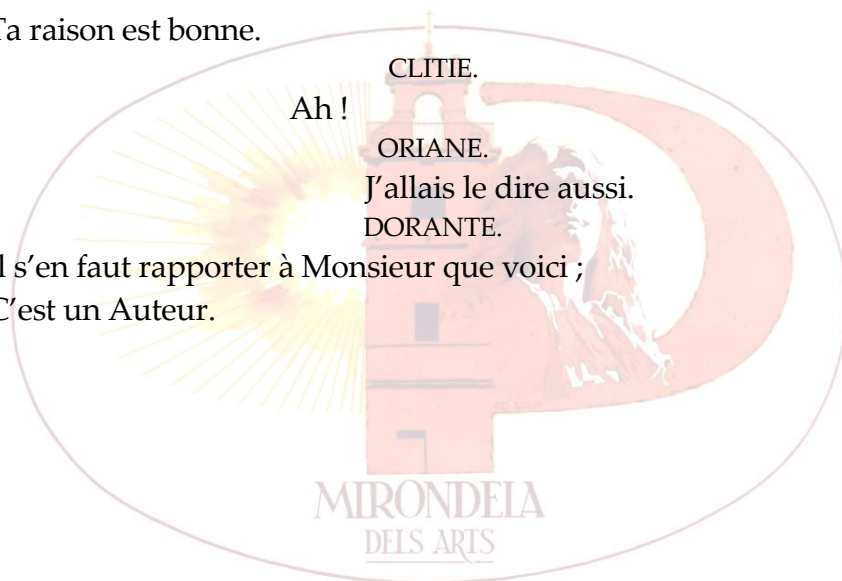 Ta raison est bonne.
CLITIE.
Ah !
ORIANE.
J’allais le dire aussi.
DORANTE.
l s’en faut rapporter à Monsieur que voici ;
C’est un Auteur.
MIRONDELA
DELS ARTS